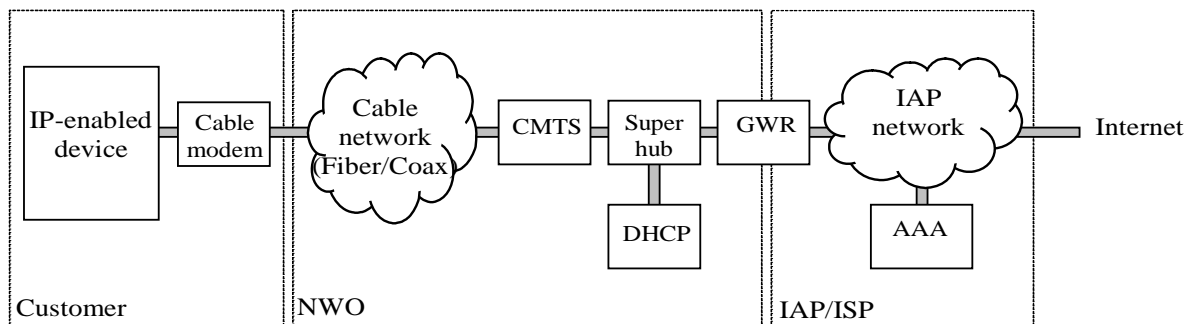 IP-enabled
device
Cable
modem
Cable
network
(Fiber/Coax)
CMTS
Super
hub
DHCP
GWR
IAP
network
AAA
Internet
Customer
NWO
IAP/ISP